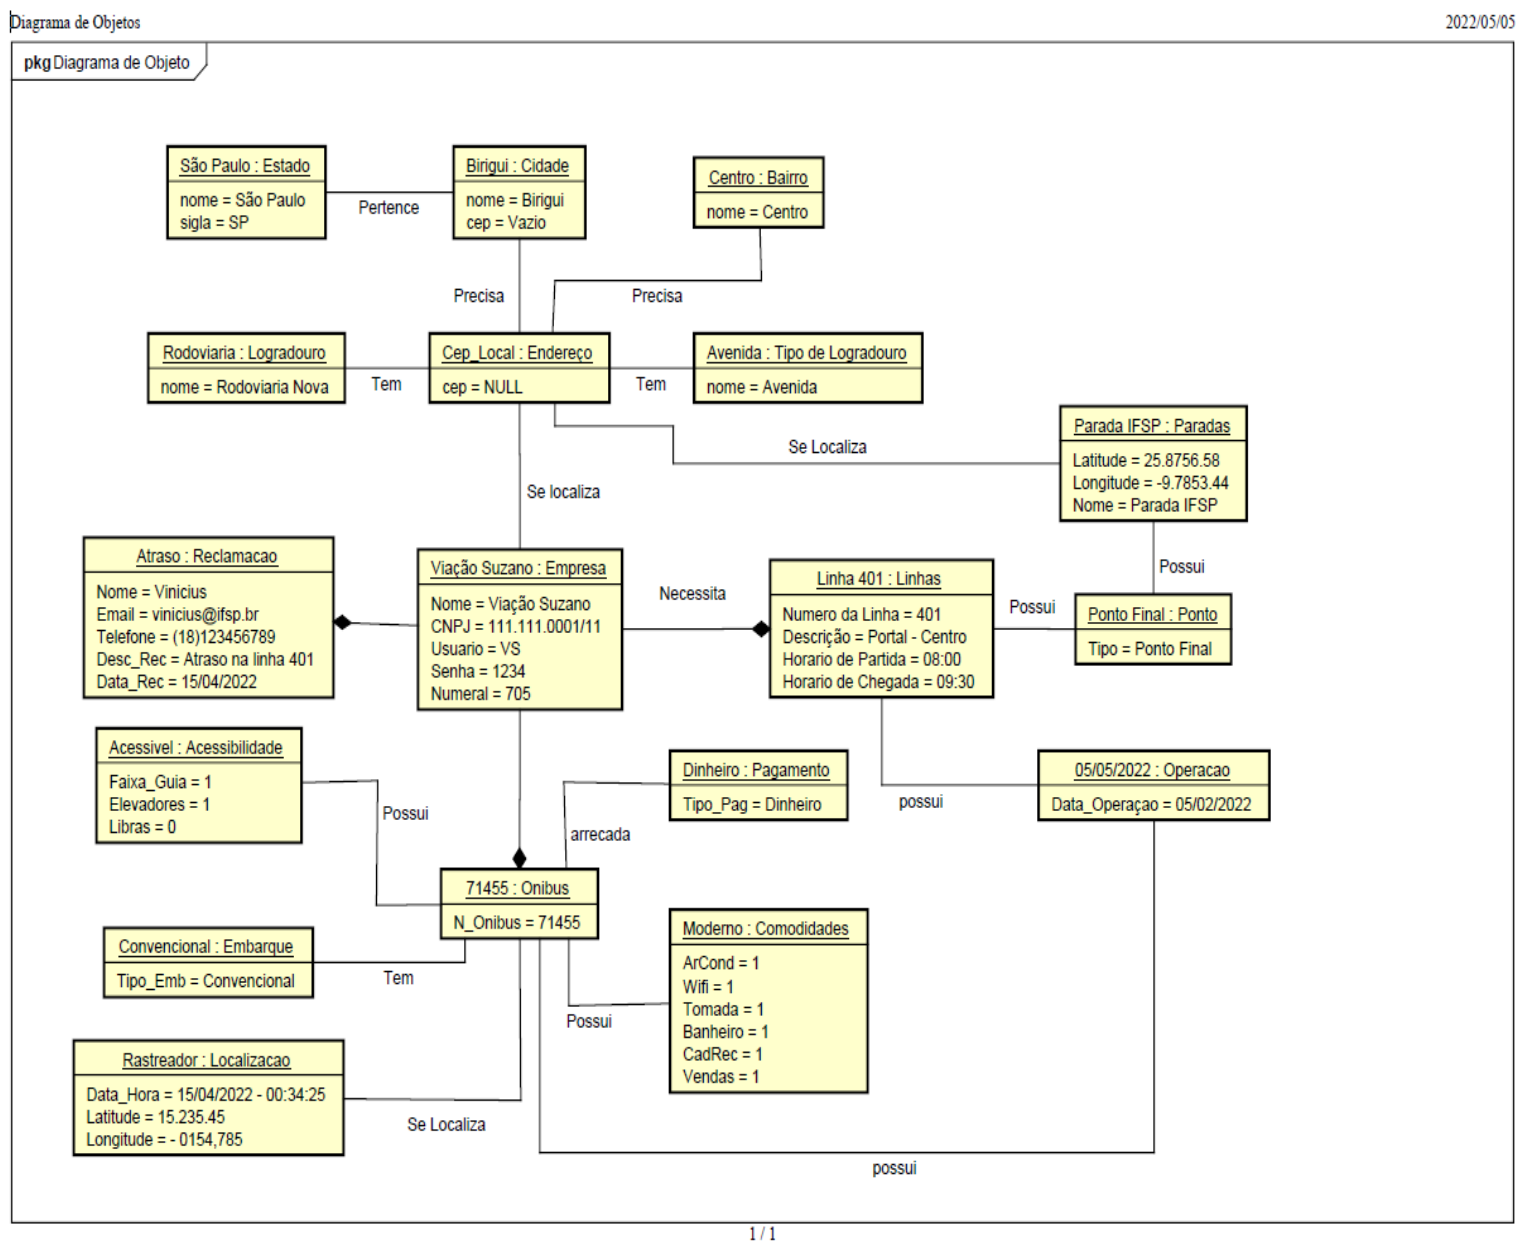 Diagrama de Objetos
2022/05/05
pkg Diagrama de Objeto
São Paulo : Estado
nome = São Paulo
sigla = SP
Pertence
Birigui : Cidade
nome = Birigui
cep = Vazio
Centro : Bairro
nome = Centro
Precisa
Precisa
Rodoviaria : Logradouro
nome = Rodoviaria Nova
Tem
Cep_Local : Endereço
cep = NULL
Tem
Avenida : Tipo de Logradouro
nome = Avenida
Se Localiza
Parada IFSP : Paradas
Latitude = 25.8756.58
Longitude = -9.7853.44
Nome = Parada IFSP
Se localiza
Possui
Atraso : Reclamacao
Nome = Vinicius
Email = vinicius@ifsp.br
Telefone = (18)123456789
Desc_Rec = Atraso na linha 401
Data_Rec = 15/04/2022
Viação Suzano : Empresa
Nome = Viação Suzano
CNPJ = 111.111.0001/11
Usuario = VS
Senha = 1234
Numeral = 705
Necessita
Linha 401 : Linhas
Numero da Linha = 401
Descrição = Portal - Centro
Horario de Partida = 08:00
Horario de Chegada = 09:30
Possui
Ponto Final : Ponto
Tipo = Ponto Final
Acessivel : Acessibilidade
Faixa_Guia = 1
Elevadores = 1
Libras = 0
Possui
Dinheiro : Pagamento
Tipo_Pag = Dinheiro
arrecada
possui
05/05/2022 : Operacao
Data_Operaçao = 05/02/2022
71455 : Onibus
N_Onibus = 71455
Convencional : Embarque
Tipo_Emb = Convencional
Tem
Moderno : Comodidades
ArCond = 1
Wifi = 1
Tomada = 1
Banheiro = 1
CadRec = 1
Vendas = 1
Possui
Rastreador : Localizacao
Data_Hora = 15/04/2022 - 00:34:25
Latitude = 15.235.45
Longitude = - 0154,785
Se Localiza
possui
1 / 1